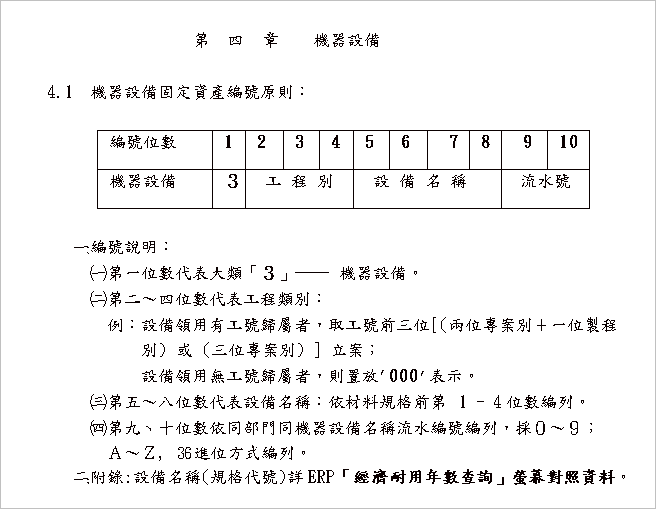 第 四 章 機器設備
4.1 機器設備固定資產編號原則：
編號位數 1 2 3 4 5 6 7 8 9 10
機器設備 3 工 程 別 設 備 名 稱 流水號
一、編號說明：
㈠第一位數代表大類「3」── 機器設備。
㈡第二～四位數代表工程類別：
例：設備領用有工號歸屬者，取工號前三位[(兩位專案別＋一位製程
別) 或 (三位專案別) ] 立案；
設備領用無工號歸屬者，則置放'000'表示。
㈢第五～八位數代表設備名稱：依材料規格前第 1 - 4位數編列。
㈣第九、十位數依同部門同機器設備名稱流水編號編列，採０～９；
Ａ～Ｚ, 36進位方式編列。
二、附錄:設備名稱(規格代號)詳ERP「經濟耐用年數查詢」螢幕對照資料。